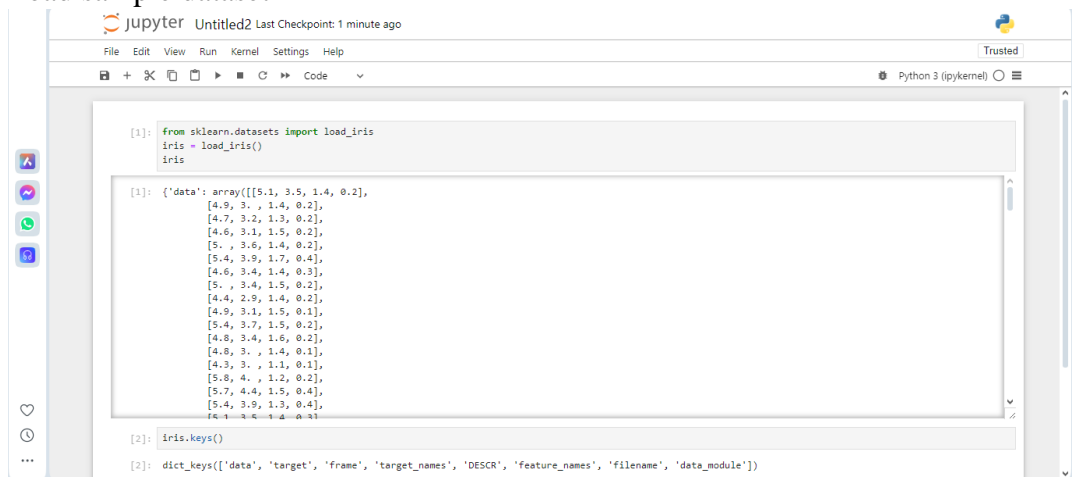 jupyter Untitled2 Last Checkpoint: 1 minute ago
File Edit View Run Kernel Settings Help Trusted
Code Python 3 (ipykernel)
[1]: from sklearn.datasets import load_iris
iris = load_iris()
iris
[1]: {'data': array([[5.1, 3.5, 1.4, 0.2],
[4.9, 3. , 1.4, 0.2],
[4.7, 3.2, 1.3, 0.2],
[4.6, 3.1, 1.5, 0.2],
[5. , 3.6, 1.4, 0.2],
[5.4, 3.9, 1.7, 0.4],
[4.6, 3.4, 1.4, 0.3],
[5. , 3.4, 1.5, 0.2],
[4.4, 2.9, 1.4, 0.2],
[4.9, 3.1, 1.5, 0.1],
[5.4, 3.7, 1.5, 0.2],
[4.8, 3.4, 1.6, 0.2],
[4.8, 3. , 1.4, 0.1],
[4.3, 3. , 1.1, 0.1],
[5.8, 4. , 1.2, 0.2],
[5.7, 4.4, 1.5, 0.4],
[5.4, 3.9, 1.3, 0.4],
[5.1, 3.5, 1.4, 0.3]
[2]: iris.keys()
[2]: dict_keys(['data', 'target', 'frame', 'target_names', 'DESCR', 'feature_names', 'filename', 'data_module'])